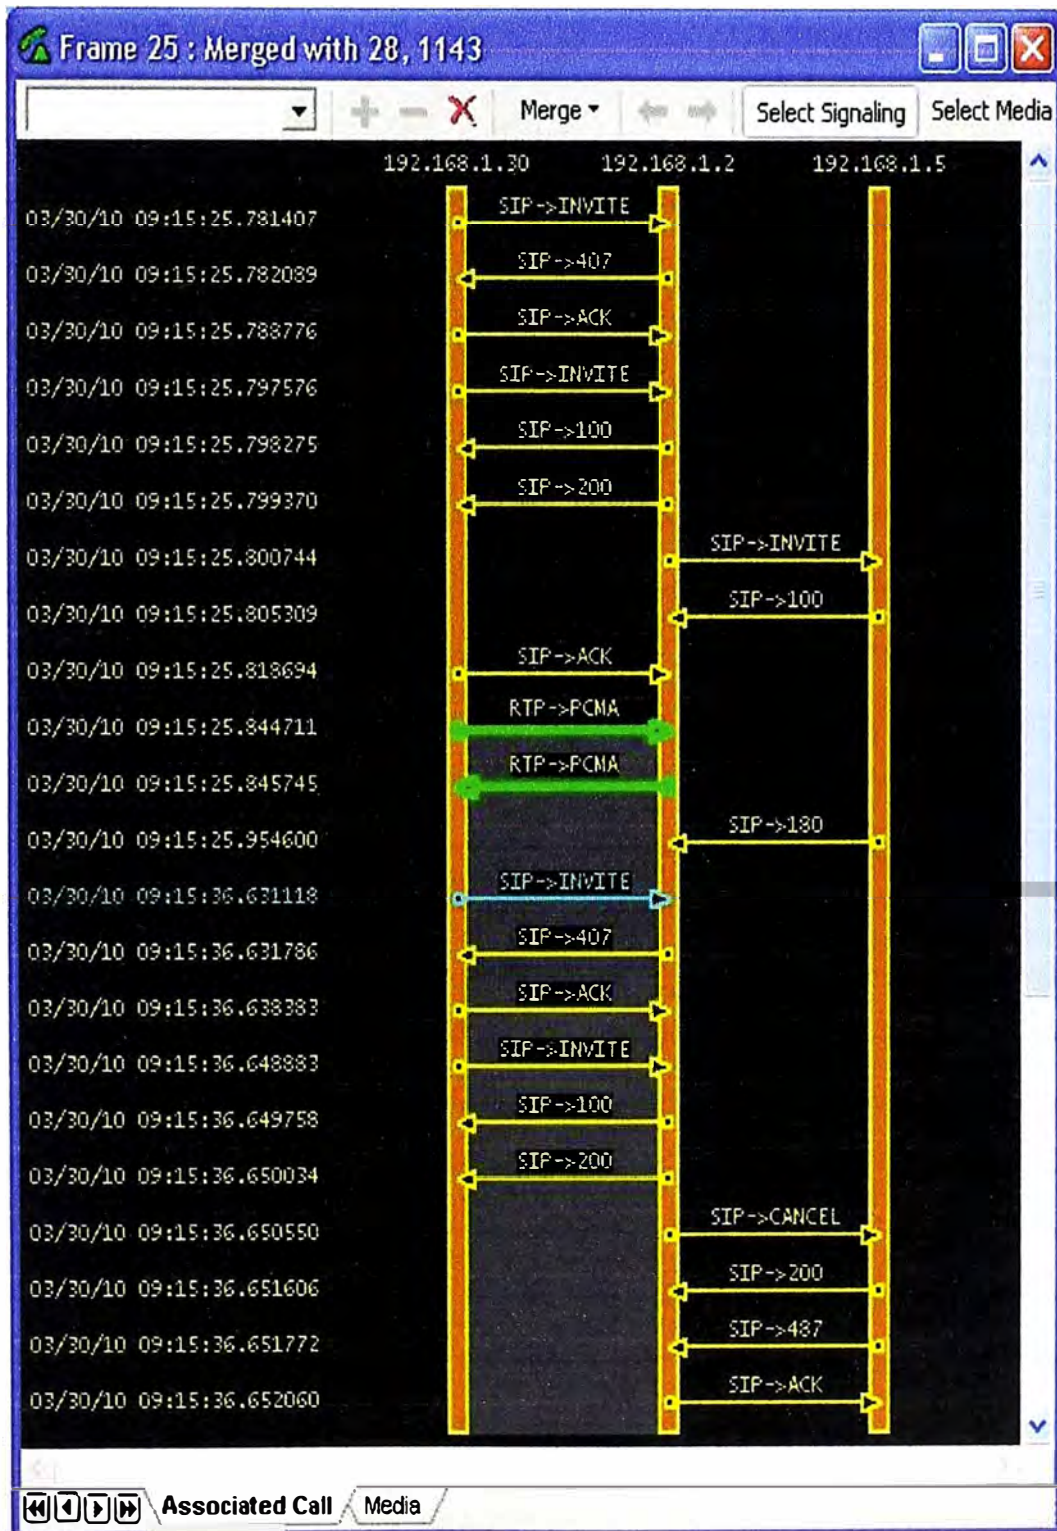 Frame 25 : Merged with 28, 1143
Merge Select Signaling Select Media
192.168.1.30 192.168.1.2 192.168.1.5
03/30/10 09:15:25.781407 SIP->INVITE
03/30/10 09:15:25.782089 SIP->407
03/30/10 09:15:25.788776 SIP->ACK
03/30/10 09:15:25.797576 SIP->INVITE
03/30/10 09:15:25.798275 SIP->100
03/30/10 09:15:25.799370 SIP->200
03/30/10 09:15:25.800744 SIP->INVITE
03/30/10 09:15:25.805309 SIP->100
03/30/10 09:15:25.818694 SIP->ACK
03/30/10 09:15:25.844711 RTP->PCMA
03/30/10 09:15:25.845745 RTP->PCMA
03/30/10 09:15:25.954600 SIP->180
03/30/10 09:15:36.631118 SIP->INVITE
03/30/10 09:15:36.631786 SIP->407
03/30/10 09:15:36.638383 SIP->ACK
03/30/10 09:15:36.648883 SIP->INVITE
03/30/10 09:15:36.649758 SIP->100
03/30/10 09:15:36.650034 SIP->200
03/30/10 09:15:36.650550 SIP->CANCEL
03/30/10 09:15:36.651606 SIP->200
03/30/10 09:15:36.651772 SIP->487
03/30/10 09:15:36.652060 SIP->ACK
Associated Call Media